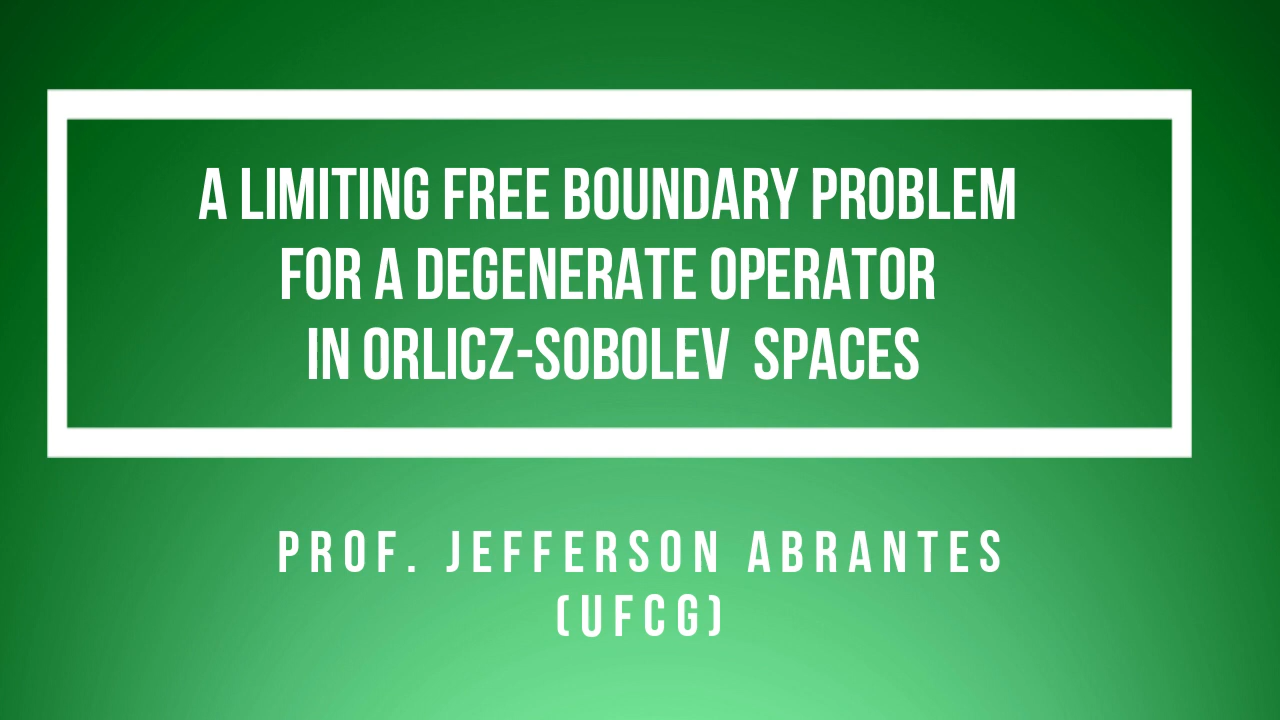 A LIMITING FREE BOUNDARY PROBLEM
FOR A DEGENERATE OPERATOR
IN ORLICZ-SOBOLEV SPACES
PROF. JEFFERSON ABRANTES
(UFCG)